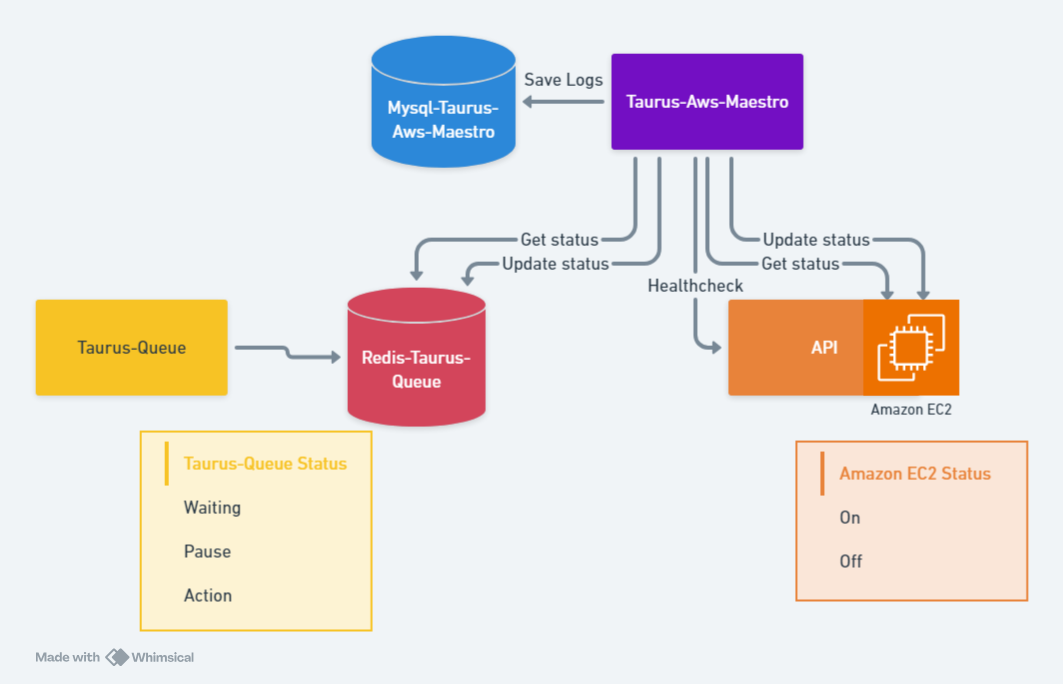 Save Logs
Mysql-Taurus-
Aws-Maestro
Taurus-Aws-Maestro
Get status
Update status
Update status
Get status
Healthcheck
Taurus-Queue
Redis-Taurus-
Queue
API
Amazon EC2
Taurus-Queue Status
Waiting
Pause
Action
Amazon EC2 Status
On
Off
Made with Whimsical